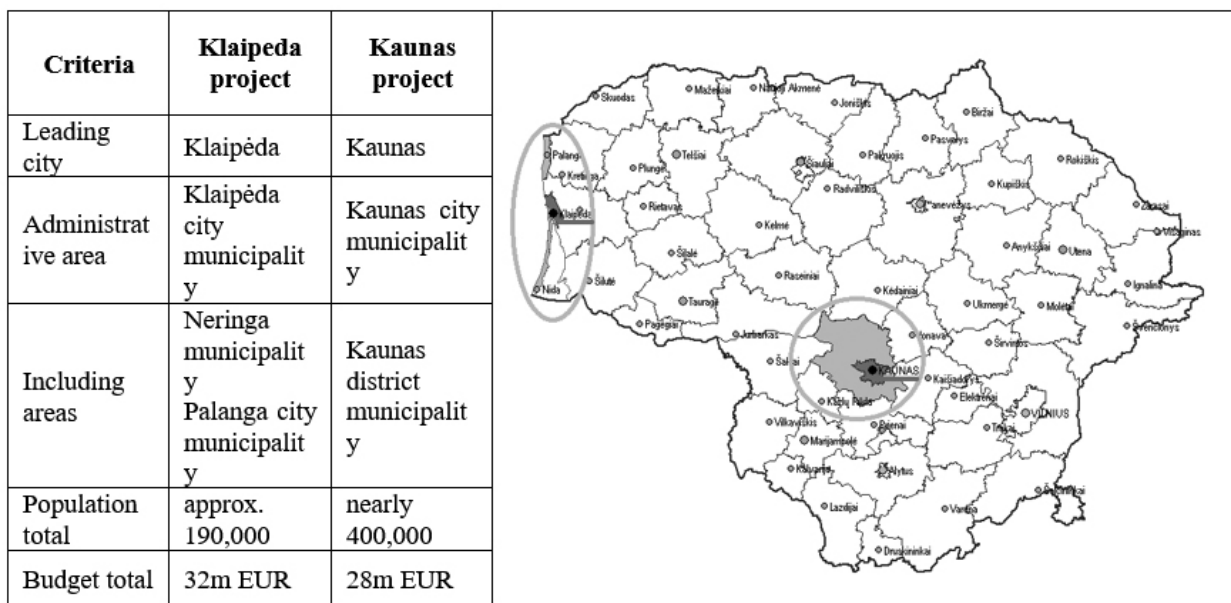 Criteria
Klaipeda
project
Kaunas
project
Leading
city
Klaipėda
Kaunas
Administrat
ive area
Klaipėda
city
municipalit
y
Kaunas city
municipalit
y
Including
areas
Neringa
municipalit
y
Palanga city
municipalit
y
Kaunas
district
municipalit
y
Population
total
approx.
190,000
nearly
400,000
Budget total
32m EUR
28m EUR
Skuodas
Mažeikiai
Akmenė
Joniškis
Biržai
Palanga
Kretinga
Plungė
Telšiai
Šiauliai
Pakruojis
Pasvalys
Rokiškis
Klaipėda
Rietavas
Radviliškis
Kupiškis
Panevėžys
Zarasai
Visaginas
Kelmė
Šilalė
Anykščiai
Utena
Nida
Šilutė
Raseiniai
Kėdainiai
Ignalina
Tauragė
Ukmergė
Molėtai
Pagėgiai
Jurbarkas
Jonava
Širvintos
Švenčionys
Šakiai
KAUNAS
Kaišiadorys
Kazlų Rūda
Elektrėnai
VILNIUS
Vilkaviškis
Prienai
Trakai
Marijampolė
Kalvarija
Alytus
Šalčininkai
Lazdijai
Varėna
Druskininkai